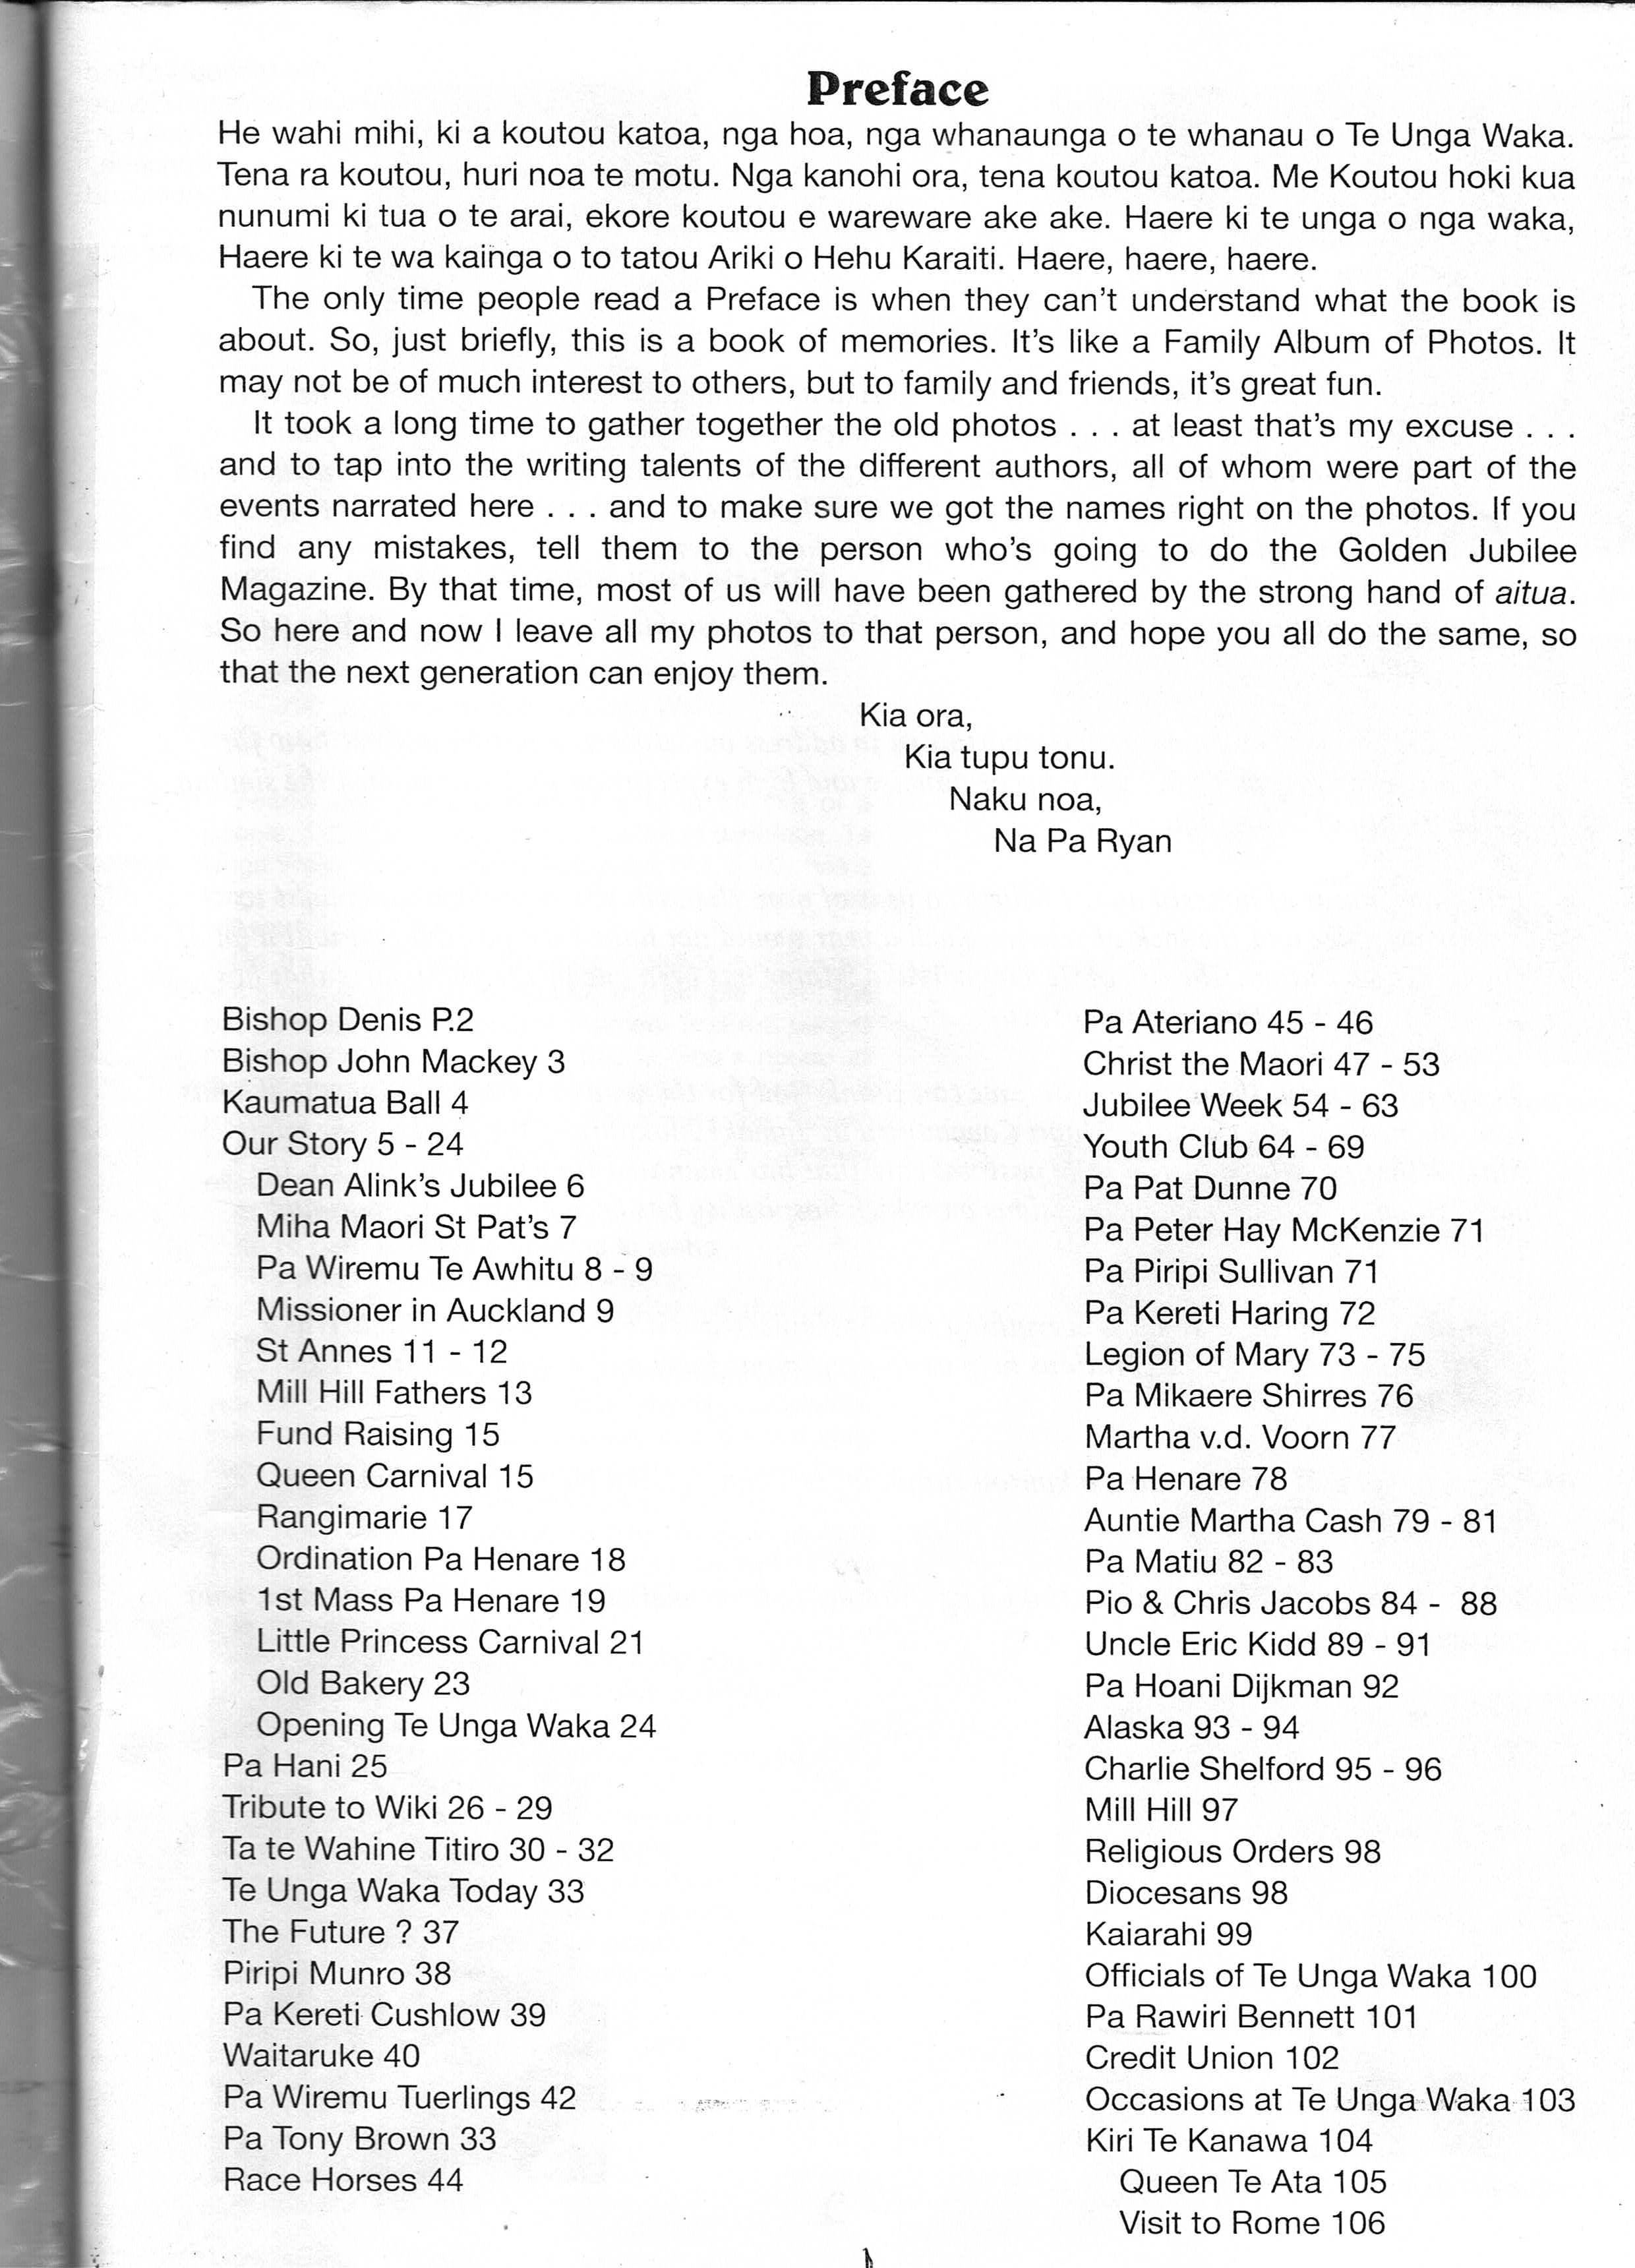 Preface
He wahi mihi, ki a koutou katoa, nga hoa, nga whanaunga o te whanau o Te Unga Waka.
Tena ra koutou, huri noa te motu. Nga kanohi ora, tena koutou katoa. Me Koutou hoki kua
nunumi ki tua o te arai, ekore koutou e wareware ake ake. Haere ki te unga o nga waka,
Haere ki te wa kainga o to tatou Ariki o Hehu Karaiti. Haere, haere, haere.
The only time people read a Preface is when they can't understand what the book is
about. So, just briefly, this is a book of memories. It's like a Family Album of Photos. It
may not be of much interest to others, but to family and friends, it's great fun.
It took a long time to gather together the old photos . . . at least that's my excuse . . .
and to tap into the writing talents of the different authors, all of whom were part of the
events narrated here . . . and to make sure we got the names right on the photos. If you
find any mistakes, tell them to the person who's going to do the Golden Jubilee
Magazine. By that time, most of us will have been gathered by the strong hand of aitua.
So here and now I leave all my photos to that person, and hope you all do the same, so
that the next generation can enjoy them.
Kia ora,
Kia tupu tonu.
Naku noa,
Na Pa Ryan
Bishop Denis P.2
Bishop John Mackey 3
Kaumatua Ball 4
Our Story 5 - 24
Dean Alink's Jubilee 6
Miha Maori St Pat's 7
Pa Wiremu Te Awhitu 8 - 9
Missioner in Auckland 9
St Annes 11 - 12
Mill Hill Fathers 13
Fund Raising 15
Queen Carnival 15
Rangimarie 17
Ordination Pa Henare 18
1st Mass Pa Henare 19
Little Princess Carnival 21
Old Bakery 23
Opening Te Unga Waka 24
Pa Hani 25
Tribute to Wiki 26 - 29
Ta te Wahine Titiro 30 - 32
Te Unga Waka Today 33
The Future ? 37
Piripi Munro 38
Pa Kereti Cushlow 39
Waitaruke 40
Pa Wiremu Tuerlings 42
Pa Tony Brown 33
Race Horses 44
Pa Ateriano 45 - 46
Christ the Maori 47 - 53
Jubilee Week 54 - 63
Youth Club 64 - 69
Pa Pat Dunne 70
Pa Peter Hay McKenzie 71
Pa Piripi Sullivan 71
Pa Kereti Haring 72
Legion of Mary 73 - 75
Pa Mikaere Shirres 76
Martha v.d. Voorn 77
Pa Henare 78
Auntie Martha Cash 79 - 81
Pa Matiu 82 - 83
Pio & Chris Jacobs 84 - 88
Uncle Eric Kidd 89 - 91
Pa Hoani Dijkman 92
Alaska 93 - 94
Charlie Shelford 95 - 96
Mill Hill 97
Religious Orders 98
Diocesans 98
Kaiarahi 99
Officials of Te Unga Waka 100
Pa Rawiri Bennett 101
Credit Union 102
Occasions at Te Unga Waka 103
Kiri Te Kanawa 104
Queen Te Ata 105
Visit to Rome 106